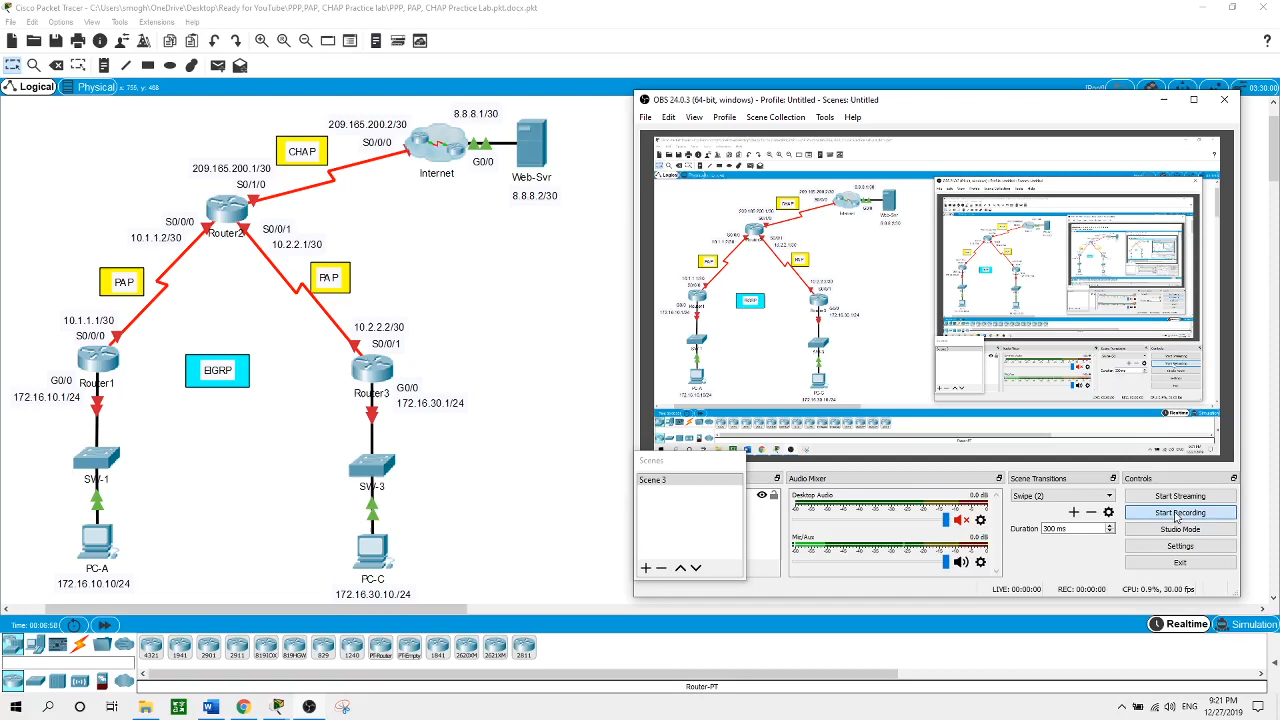 Cisco Packet Tracer - C:\Users\smogh\OneDrive\Desktop\Ready for YouTube\PPP,PAP, CHAP Practice lab\PPP, PAP, CHAP Practice Lab.pkt.docx.pkt
File Edit Options View Tools Extensions Help
Logical Physical x: 755, y: 468
[Root] 03:30:00
8.8.8.1/30
209.165.200.2/30
S0/0/0
CHAP
G0/0
Internet
Web-Svr
8.8.8.2/30
209.165.200.1/30
S0/1/0
S0/0/0
Router2
S0/0/1
10.1.1.2/30
10.2.2.1/30
PAP
PAP
10.1.1.1/30
S0/0/0
10.2.2.2/30
S0/0/1
EIGRP
G0/0
Router1
172.16.10.1/24
G0/0
Router3
172.16.30.1/24
SW-1
SW-3
PC-A
172.16.10.10/24
PC-C
172.16.30.10./24
OBS 24.0.3 (64-bit, windows) - Profile: Untitled - Scenes: Untitled
File Edit View Profile Scene Collection Tools Help
Scenes
Scene 3
Audio Mixer
Desktop Audio 0.0 dB
Mic/Aux 0.0 dB
Scene Transitions
Swipe (2)
Duration 300 ms
Controls
Start Streaming
Start Recording
Studio Mode
Settings
Exit
LIVE: 00:00:00 REC: 00:00:00 CPU: 0.9%, 30.00 fps
Time: 00:06:58
Realtime Simulation
4321 1941 2901 2911 819IOX 819HGW 829 1240 PT-Router PT-Empty 1841 2620XM 2621XM 2811
Router-PT
ENG
9:21 PM
12/27/2019